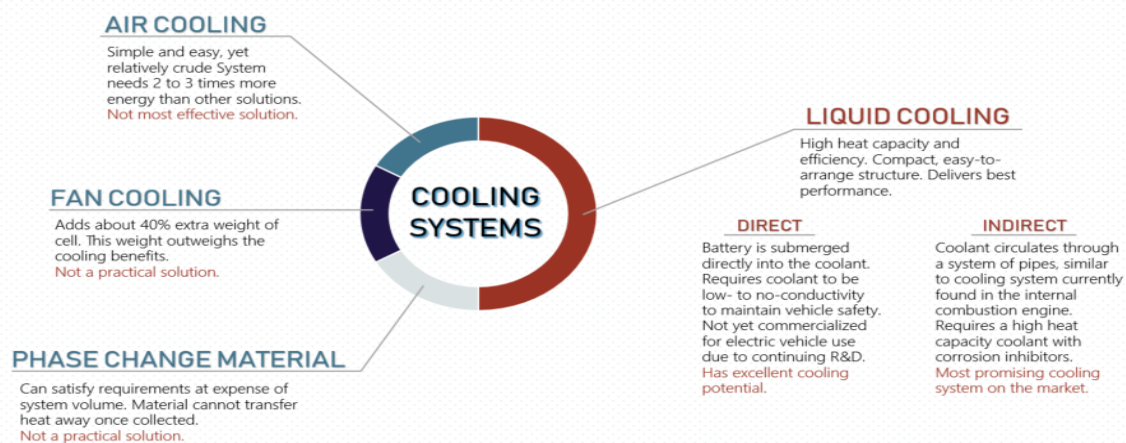 AIR COOLING
Simple and easy, yet
relatively crude System
needs 2 to 3 times more
energy than other solutions.
Not most effective solution.
FAN COOLING
Adds about 40% extra weight of
cell. This weight outweighs the
cooling benefits.
Not a practical solution.
PHASE CHANGE MATERIAL
Can satisfy requirements at expense of
system volume. Material cannot transfer
heat away once collected.
Not a practical solution.
COOLING
SYSTEMS
LIQUID COOLING
High heat capacity and
efficiency. Compact, easy-to-
arrange structure. Delivers best
performance.
DIRECT
Battery is submerged
directly into the coolant.
Requires coolant to be
low- to no-conductivity
to maintain vehicle safety.
Not yet commercialized
for electric vehicle use
due to continuing R&D.
Has excellent cooling
potential.
INDIRECT
Coolant circulates through
a system of pipes, similar
to cooling system currently
found in the internal
combustion engine.
Requires a high heat
capacity coolant with
corrosion inhibitors.
Most promising cooling
system on the market.